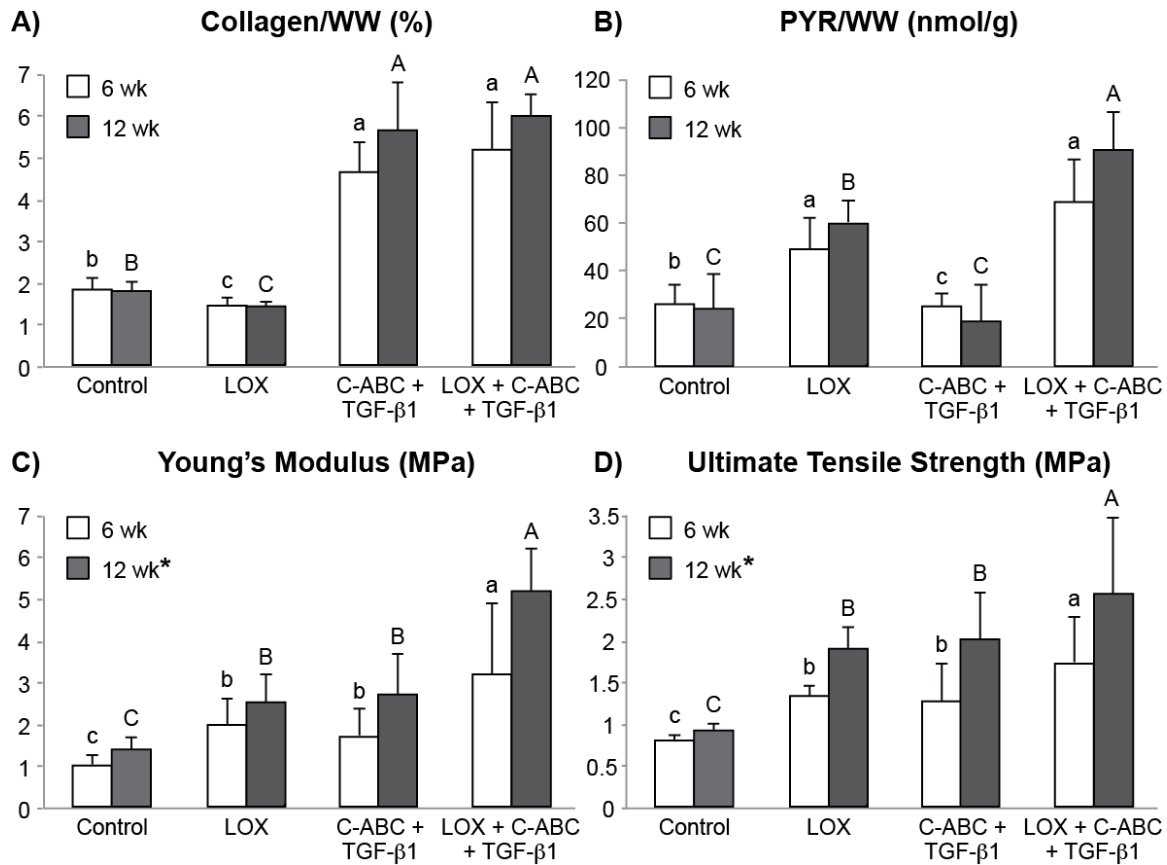 A) Collagen/WW (%)
7
6
5
4
3
2
1
0
6 wk
12 wk
b
B
c
C
a
A
a
A
Control
LOX
C-ABC +
TGF-β1
LOX + C-ABC
+ TGF-β1
B) PYR/WW (nmol/g)
120
100
80
60
40
20
0
6 wk
12 wk
b
C
a
B
c
C
a
A
Control
LOX
C-ABC +
TGF-β1
LOX + C-ABC
+ TGF-β1
C) Young's Modulus (MPa)
7
6
5
4
3
2
1
0
6 wk
12 wk*
c
C
b
B
b
B
a
A
Control
LOX
C-ABC +
TGF-β1
LOX + C-ABC
+ TGF-β1
D) Ultimate Tensile Strength (MPa)
3.5
3
2.5
2
1.5
1
0.5
0
6 wk
12 wk*
c
C
b
B
b
B
a
A
Control
LOX
C-ABC +
TGF-β1
LOX + C-ABC
+ TGF-β1